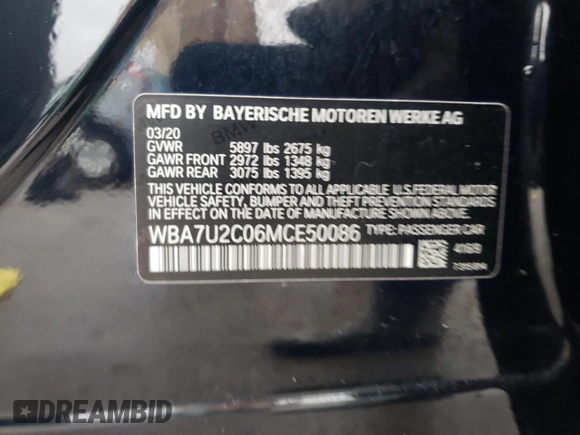 MFD BY BAYERISCHE MOTOREN WERKE AG
03/20
GVWR 5897 lbs 2675 kg
GAWR FRONT 2972 lbs 1348 kg
GAWR REAR 3075 lbs 1395 kg
THIS VEHICLE CONFORMS TO ALL APPLICABLE U.S. FEDERAL MOTOR
VEHICLE SAFETY, BUMPER AND THEFT PREVENTION
STANDARDS IN EFFECT ON THE DATE OF MANUFACTURE SHOWN ABOVE.
WBA7U2C06MCE50086 TYPE: PASSENGER CAR
DREAMBID